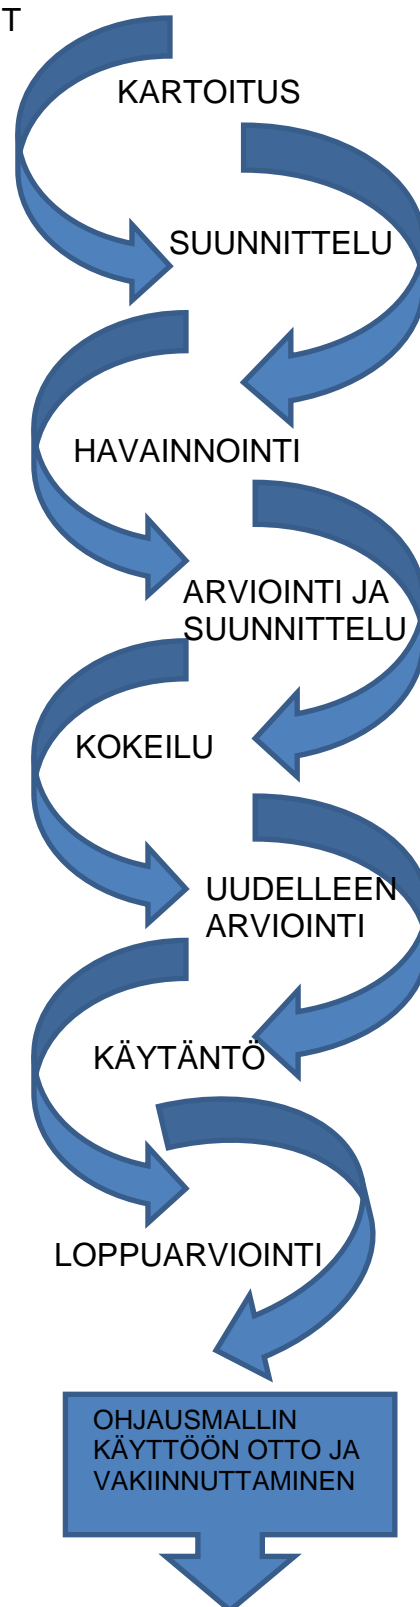 T
KARTOITUS
SUUNNITTELU
HAVAINNOINTI
ARVIOINTI JA
SUUNNITTELU
KOKEILU
UUDELLEEN
ARVIOINTI
KÄYTÄNTÖ
LOPPUARVIOINTI
OHJAUSMALLIN
KÄYTTÖÖN OTTO JA
VAKIINNUTTAMINEN